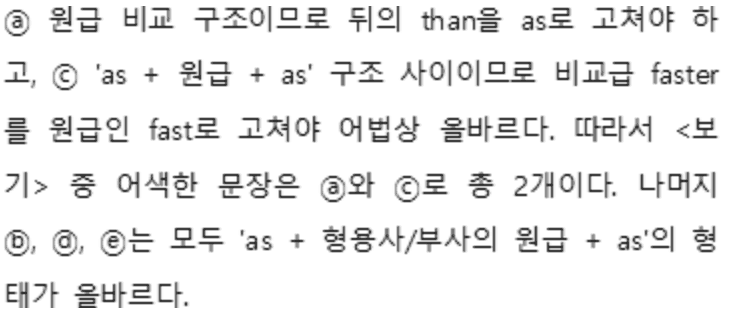 ⓐ 원급 비교 구조이므로 뒤의 than을 as로 고쳐야 하
고, ⓒ 'as + 원급 + as' 구조 사이이므로 비교급 faster
를 원급인 fast로 고쳐야 어법상 올바르다. 따라서 <보
기> 중 어색한 문장은 ⓐ와 ⓒ로 총 2개이다. 나머지
ⓑ, ⓓ, ⓔ는 모두 'as + 형용사/부사의 원급 + as'의 형
태가 올바르다.